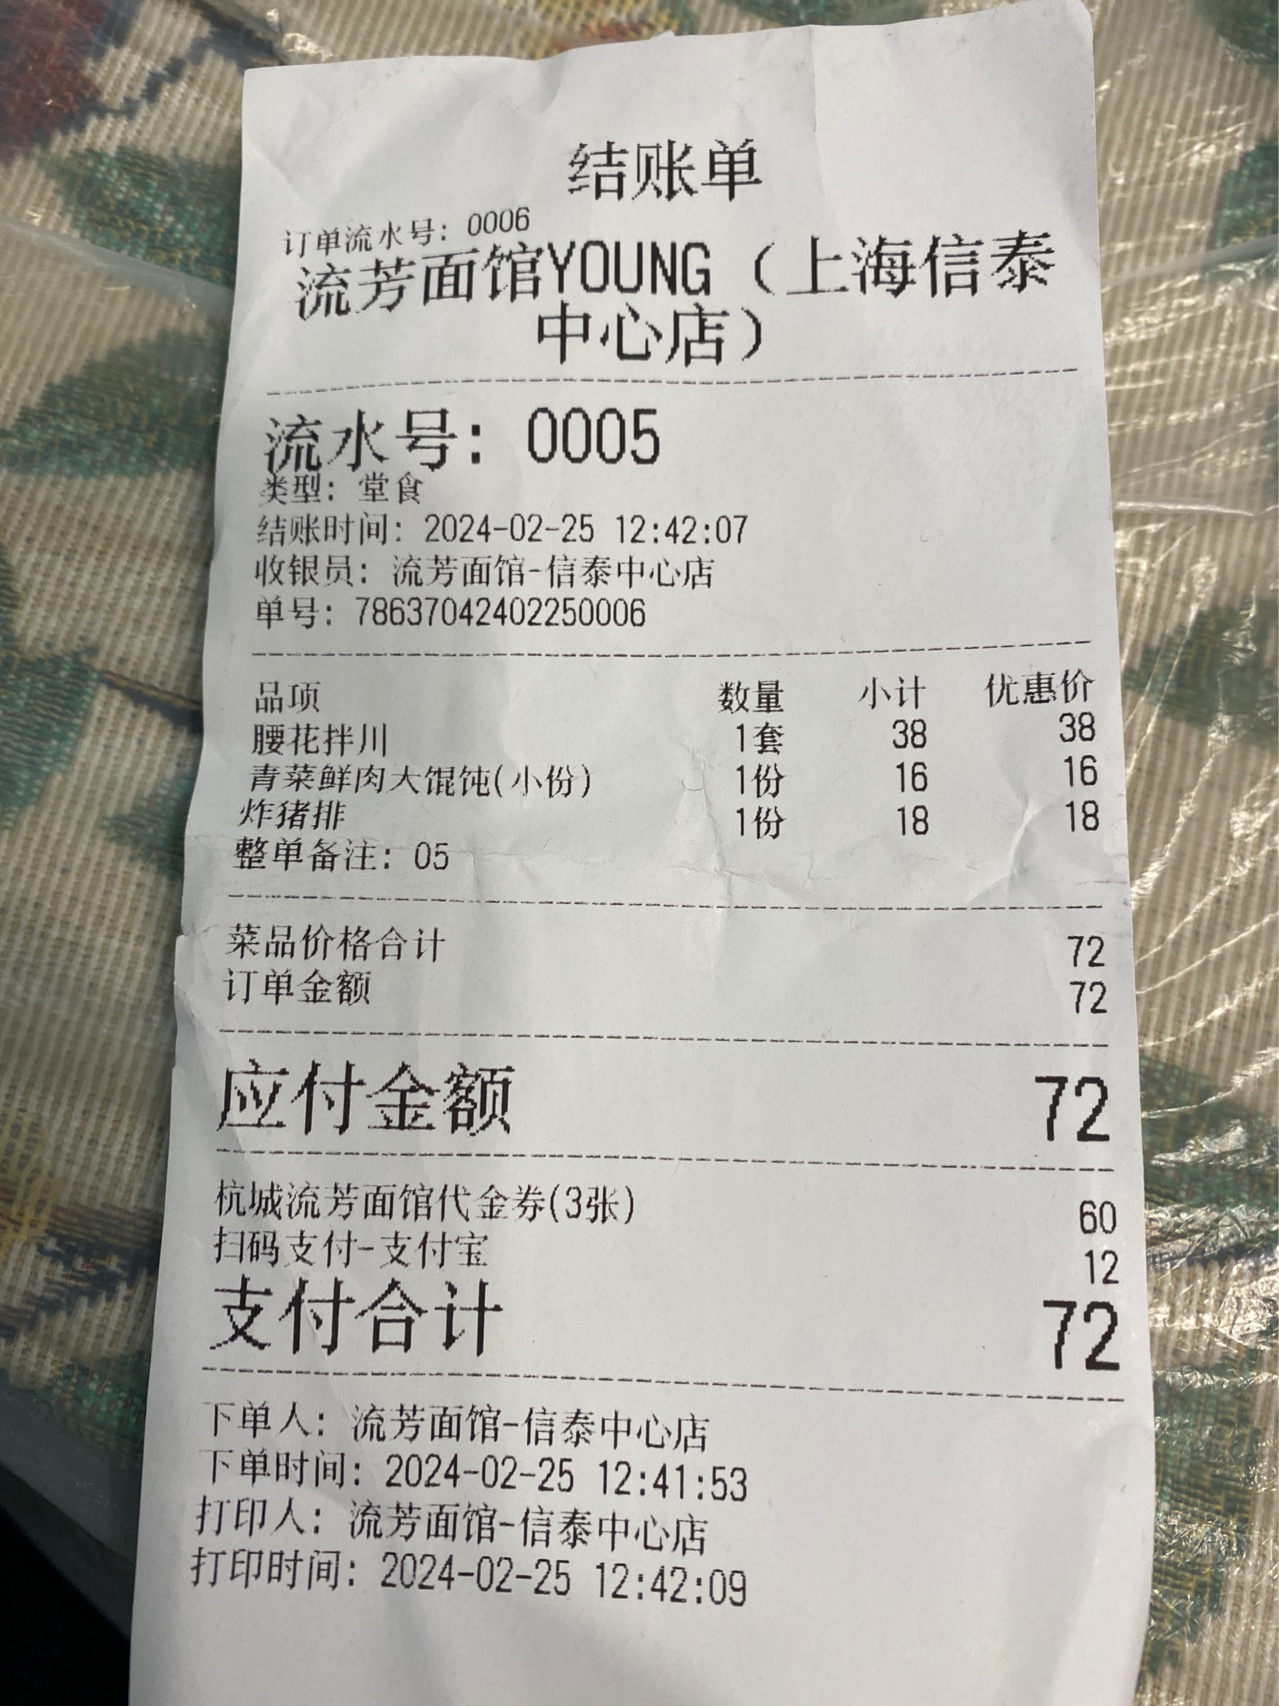 结账单
订单流水号: 0006
流芳面馆YOUNG（上海信泰
中心店）
流水号: 0005
类型: 堂食
结账时间: 2024-02-25 12:42:07
收银员: 流芳面馆-信泰中心店
单号: 78637042402250006
品项 数量 小计 优惠价
腰花拌川 1套 38 38
青菜鲜肉大馄饨(小份) 1份 16 16
炸猪排 1份 18 18
整单备注: 05
菜品价格合计 72
订单金额 72
应付金额 72
杭城流芳面馆代金券(3张) 60
扫码支付-支付宝 12
支付合计 72
下单人: 流芳面馆-信泰中心店
下单时间: 2024-02-25 12:41:53
打印人: 流芳面馆-信泰中心店
打印时间: 2024-02-25 12:42:09